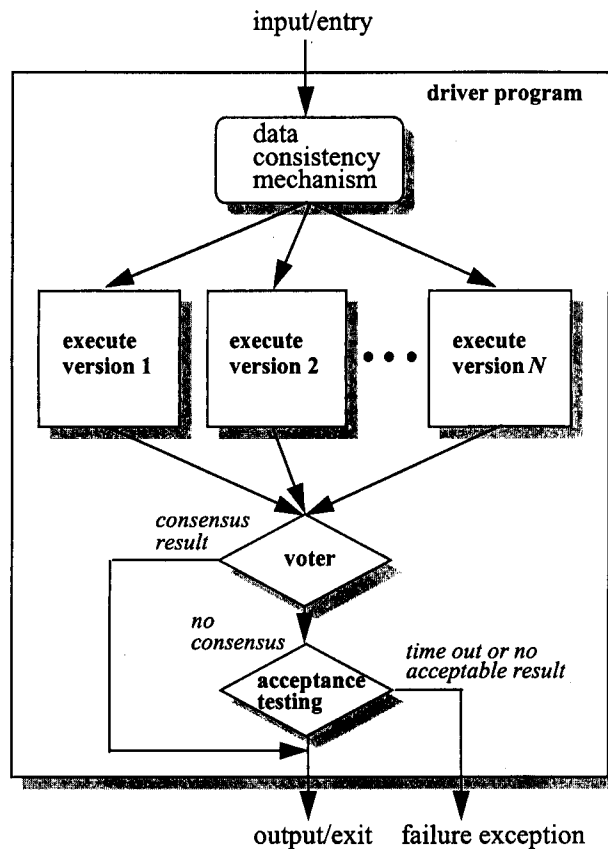 input/entry
driver program
data
consistency
mechanism
execute
version 1
execute
version 2
execute
version N
consensus
result
voter
no
consensus
time out or no
acceptable result
acceptance
testing
output/exit
failure exception